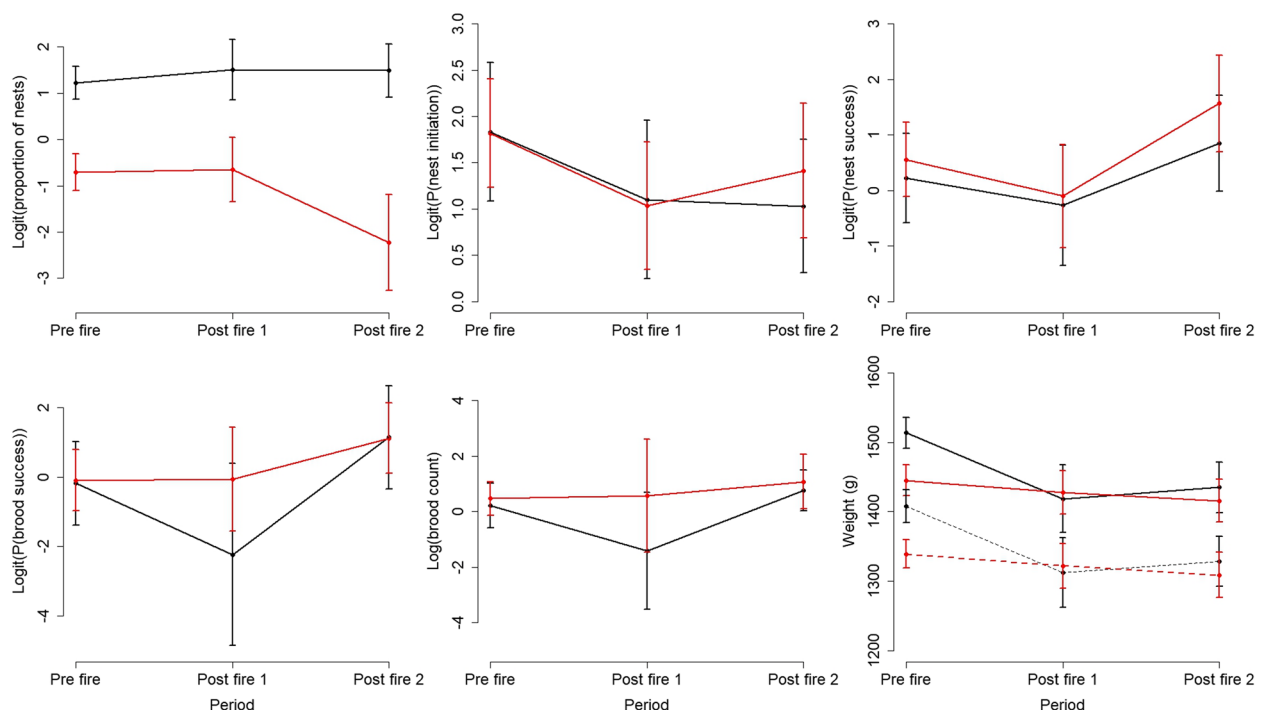 Logit(proportion of nests)
2
1
0
-1
-2
-3
Pre fire Post fire 1 Post fire 2
Logit(P(nest initiation))
3.0
2.5
2.0
1.5
1.0
0.5
0.0
Pre fire Post fire 1 Post fire 2
Logit(P(nest success))
3
2
1
0
-1
-2
Pre fire Post fire 1 Post fire 2
Logit(P(brood success))
2
0
-2
-4
Pre fire Post fire 1 Post fire 2
Period
Log(brood count)
4
2
0
-2
-4
Pre fire Post fire 1 Post fire 2
Period
Weight (g)
1600
1500
1400
1300
1200
Pre fire Post fire 1 Post fire 2
Period